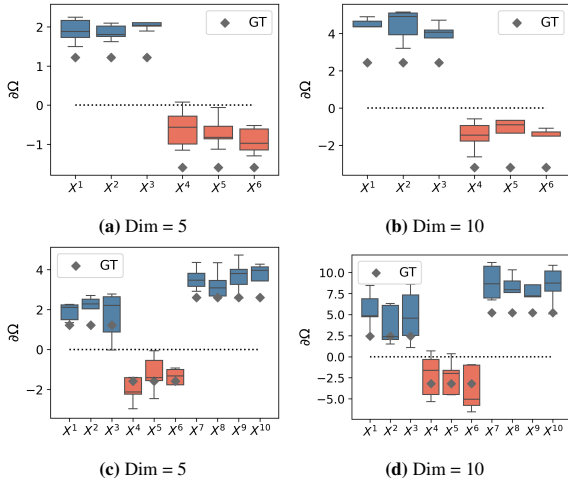 GT
∂Ω
2
1
0
−1
X¹ X² X³ X⁴ X⁵ X⁶
(a) Dim = 5
GT
∂Ω
4
2
0
−2
X¹ X² X³ X⁴ X⁵ X⁶
(b) Dim = 10
GT
∂Ω
4
2
0
−2
X¹ X² X³ X⁴ X⁵ X⁶ X⁷ X⁸ X⁹ X¹⁰
(c) Dim = 5
GT
∂Ω
10.0
7.5
5.0
2.5
0.0
−2.5
−5.0
X¹ X² X³ X⁴ X⁵ X⁶ X⁷ X⁸ X⁹ X¹⁰
(d) Dim = 10